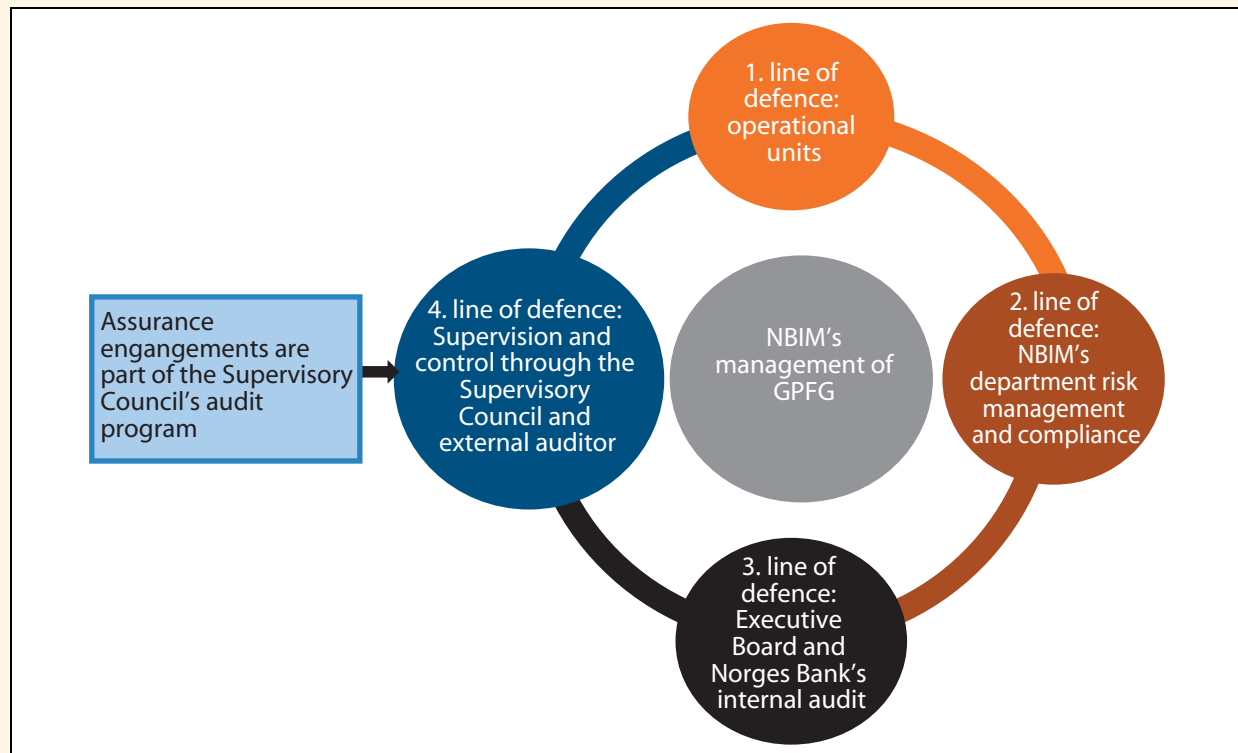 1. line of
defence:
operational
units
2. line of
defence:
NBIM’s
department risk
management
and compliance
3. line of
defence:
Executive
Board and
Norges Bank’s
internal audit
4. line of defence:
Supervision and
control through the
Supervisory
Council and
external auditor
NBIM’s
management of
GPFG
Assurance
engangements are
part of the Supervisory
Council’s audit
program